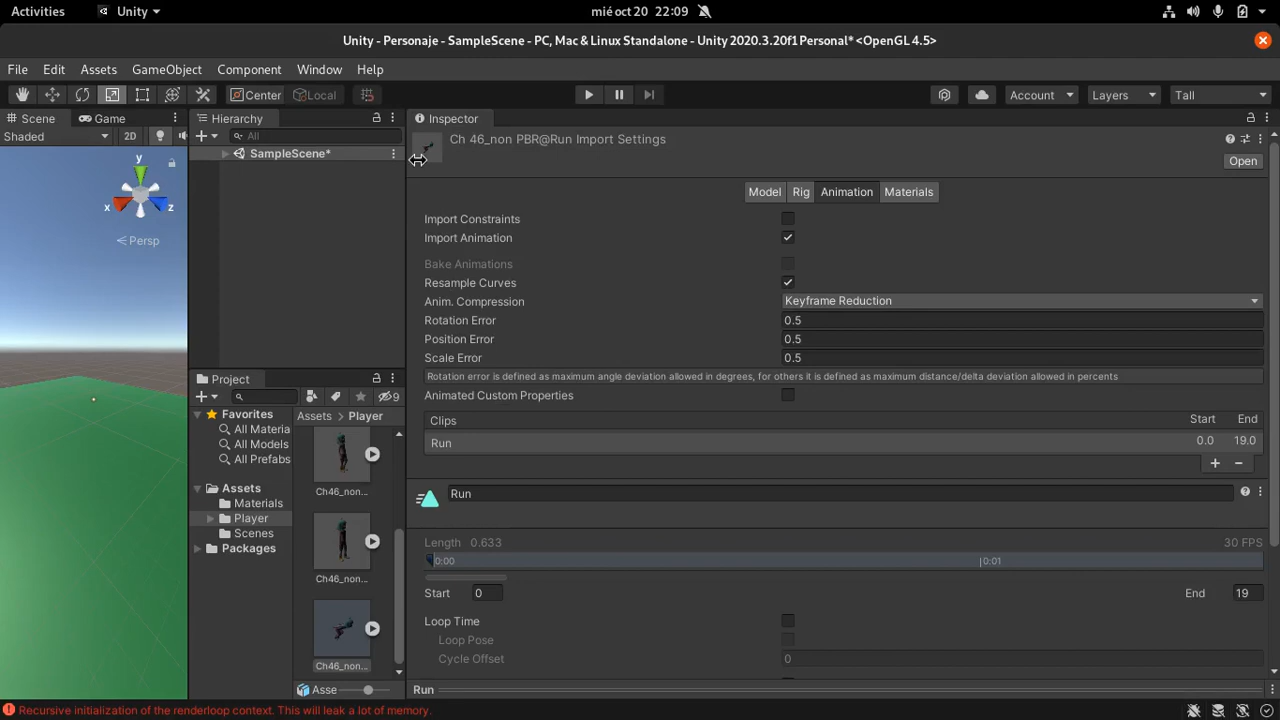 Activities
Unity
mié oct 20 22:09
Unity - Personaje - SampleScene - PC, Mac & Linux Standalone - Unity 2020.3.20f1 Personal* <OpenGL 4.5>
File Edit Assets GameObject Component Window Help
Center Local Account Layers Tall
Scene Game
Shaded 2D
y
x z
Persp
Hierarchy
All
SampleScene*
Project
9
Favorites
All Materia
All Models
All Prefabs
Assets
Materials
Player
Scenes
Packages
Assets > Player
Ch46_non...
Ch46_non...
Ch46_non...
Asse
Inspector
Ch 46_non PBR@Run Import Settings
Open
Model Rig Animation Materials
Import Constraints
Import Animation
Bake Animations
Resample Curves
Anim. Compression Keyframe Reduction
Rotation Error 0.5
Position Error 0.5
Scale Error 0.5
Rotation error is defined as maximum angle deviation allowed in degrees, for others it is defined as maximum distance/delta deviation allowed in percents
Animated Custom Properties
Clips Start End
Run 0.0 19.0
+ -
Run
Length 0.633 30 FPS
0:00 0:01
Start 0 End 19
Loop Time
Loop Pose
Cycle Offset 0
Run
Recursive initialization of the renderloop context. This will leak a lot of memory.